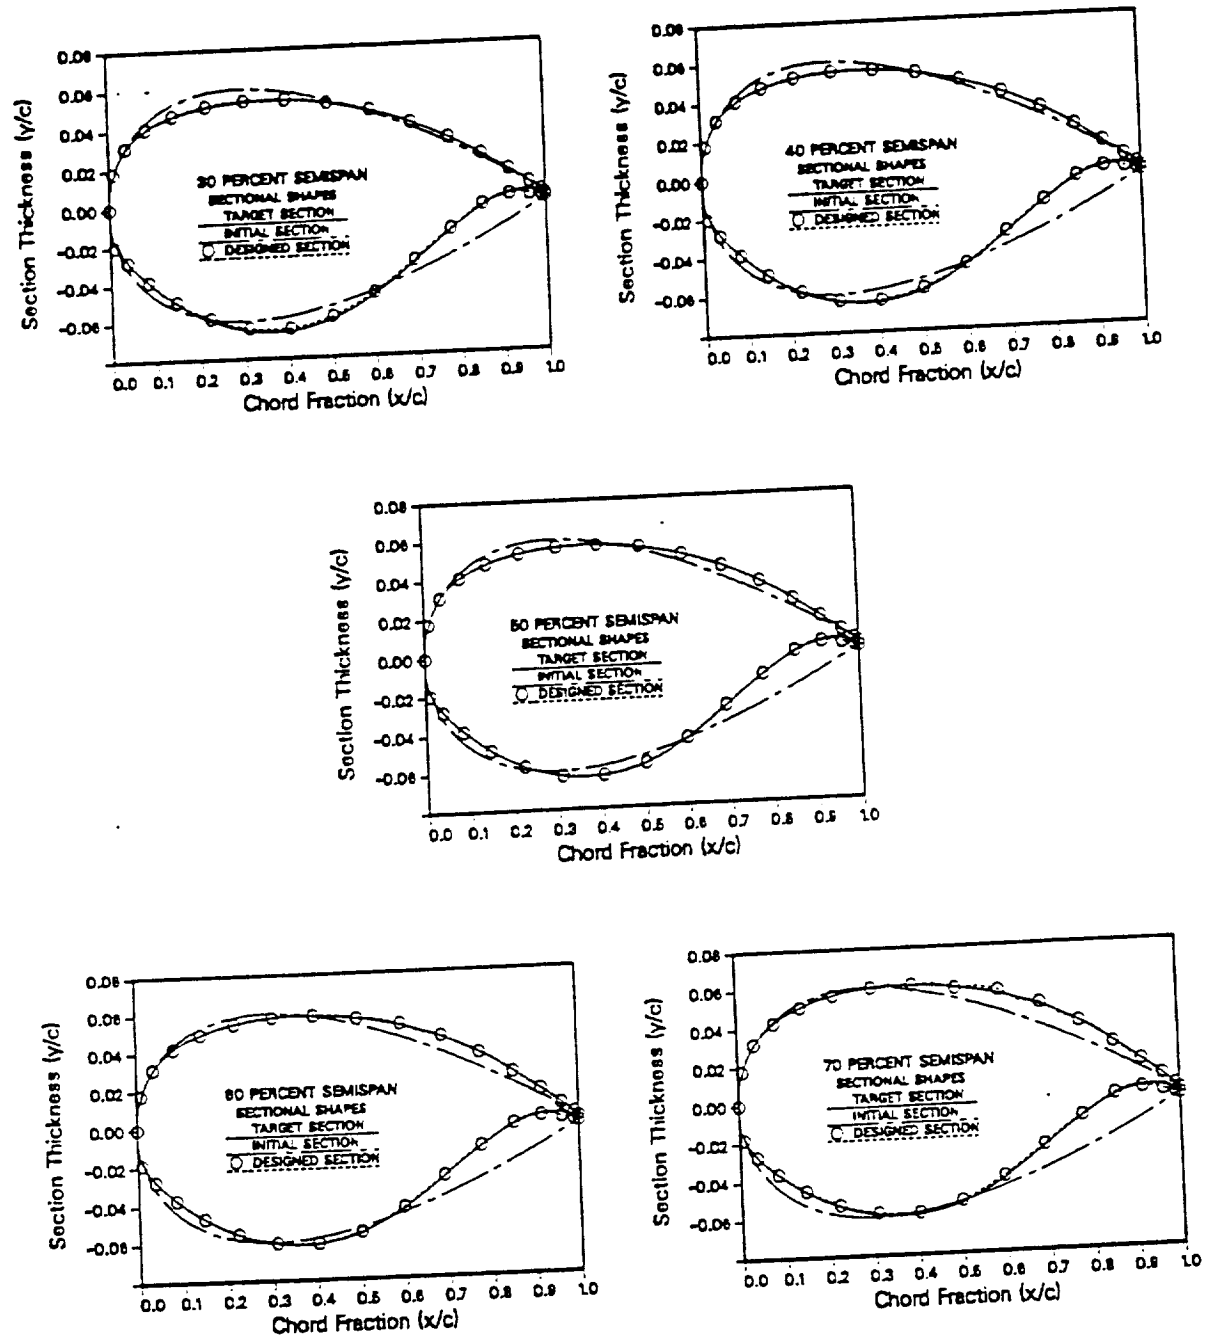 0.08
0.06
0.04
0.02
0.00
-0.02
-0.04
-0.06
Section Thickness (y/c)
30 PERCENT SEMISPAN
SECTIONAL SHAPES
TARGET SECTION
INITIAL SECTION
DESIGNED SECTION
0.0 0.1 0.2 0.3 0.4 0.5 0.6 0.7 0.8 0.9 1.0
Chord Fraction (x/c)
0.08
0.06
0.04
0.02
0.00
-0.02
-0.04
-0.06
Section Thickness (y/c)
40 PERCENT SEMISPAN
SECTIONAL SHAPES
TARGET SECTION
INITIAL SECTION
DESIGNED SECTION
0.0 0.1 0.2 0.3 0.4 0.5 0.6 0.7 0.8 0.9 1.0
Chord Fraction (x/c)
0.08
0.06
0.04
0.02
0.00
-0.02
-0.04
-0.06
Section Thickness (y/c)
50 PERCENT SEMISPAN
SECTIONAL SHAPES
TARGET SECTION
INITIAL SECTION
DESIGNED SECTION
0.0 0.1 0.2 0.3 0.4 0.5 0.6 0.7 0.8 0.9 1.0
Chord Fraction (x/c)
0.08
0.06
0.04
0.02
0.00
-0.02
-0.04
-0.06
Section Thickness (y/c)
60 PERCENT SEMISPAN
SECTIONAL SHAPES
TARGET SECTION
INITIAL SECTION
DESIGNED SECTION
0.0 0.1 0.2 0.3 0.4 0.5 0.6 0.7 0.8 0.9 1.0
Chord Fraction (x/c)
0.08
0.06
0.04
0.02
0.00
-0.02
-0.04
-0.06
Section Thickness (y/c)
70 PERCENT SEMISPAN
SECTIONAL SHAPES
TARGET SECTION
INITIAL SECTION
DESIGNED SECTION
0.0 0.1 0.2 0.3 0.4 0.5 0.6 0.7 0.8 0.9 1.0
Chord Fraction (x/c)